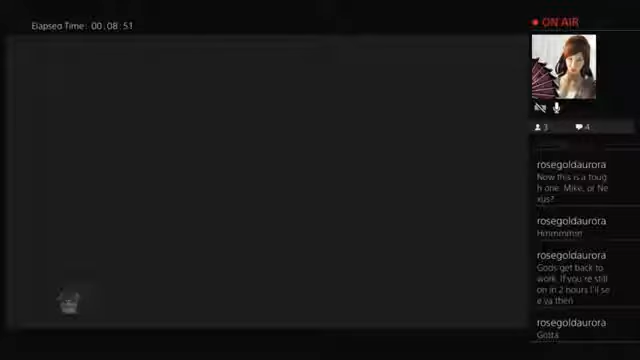 Elapsed Time: 00:08:51
ON AIR
3
4
rosegoldaurora
Now this is a toug
h one. Mike, or Ne
xus?
rosegoldaurora
Hmmmmm
rosegoldaurora
Gods get back to
work. If you're still
on in 2 hours I'll se
e ya then
rosegoldaurora
Gotta